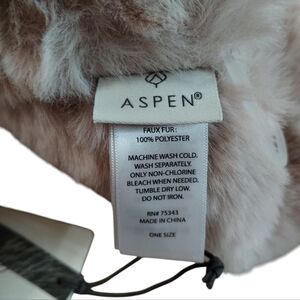 ASPEN®
FAUX FUR:
100% POLYESTER
MACHINE WASH COLD.
WASH SEPARATELY.
ONLY NON-CHLORINE
BLEACH WHEN NEEDED.
TUMBLE DRY LOW.
DO NOT IRON.
RN# 75343
MADE IN CHINA
ONE SIZE